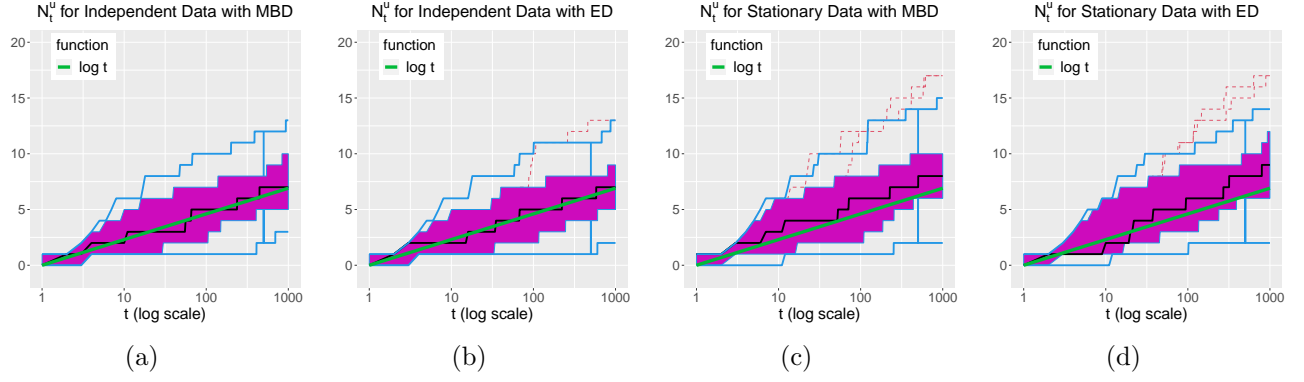 N_t^u for Independent Data with MBD
function
log t
20
15
10
5
0
1
10
100
1000
t (log scale)
(a)
N_t^u for Independent Data with ED
function
log t
20
15
10
5
0
1
10
100
1000
t (log scale)
(b)
N_t^u for Stationary Data with MBD
function
log t
20
15
10
5
0
1
10
100
1000
t (log scale)
(c)
N_t^u for Stationary Data with ED
function
log t
20
15
10
5
0
1
10
100
1000
t (log scale)
(d)